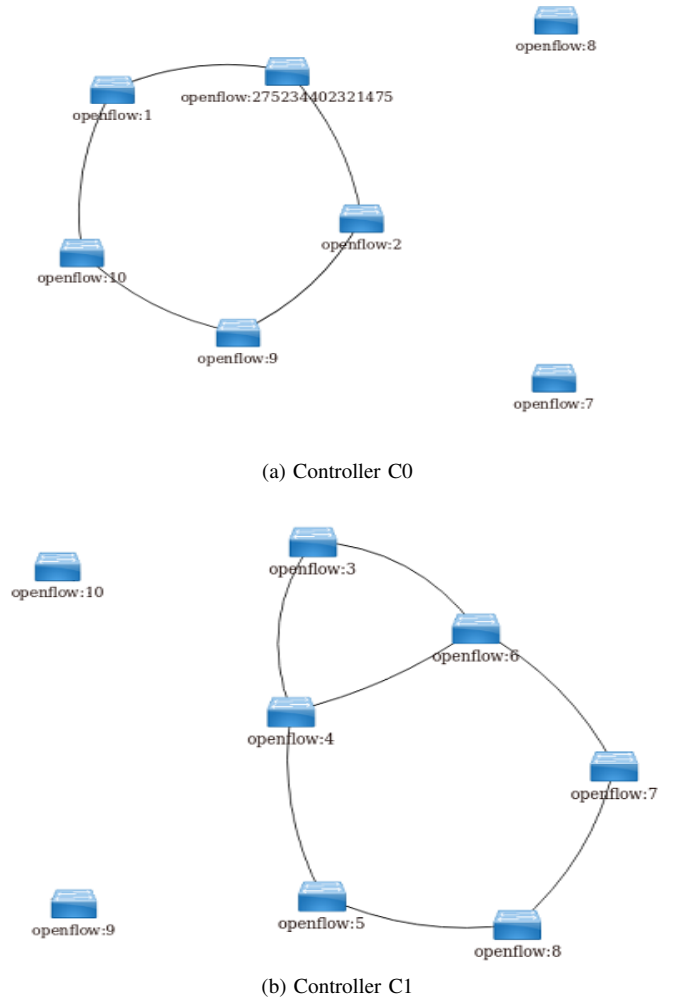 openflow:8
openflow:275234402321475
openflow:1
openflow:2
openflow:10
openflow:9
openflow:7
(a) Controller C0
openflow:3
openflow:10
openflow:6
openflow:4
openflow:7
openflow:5
openflow:9
openflow:8
(b) Controller C1